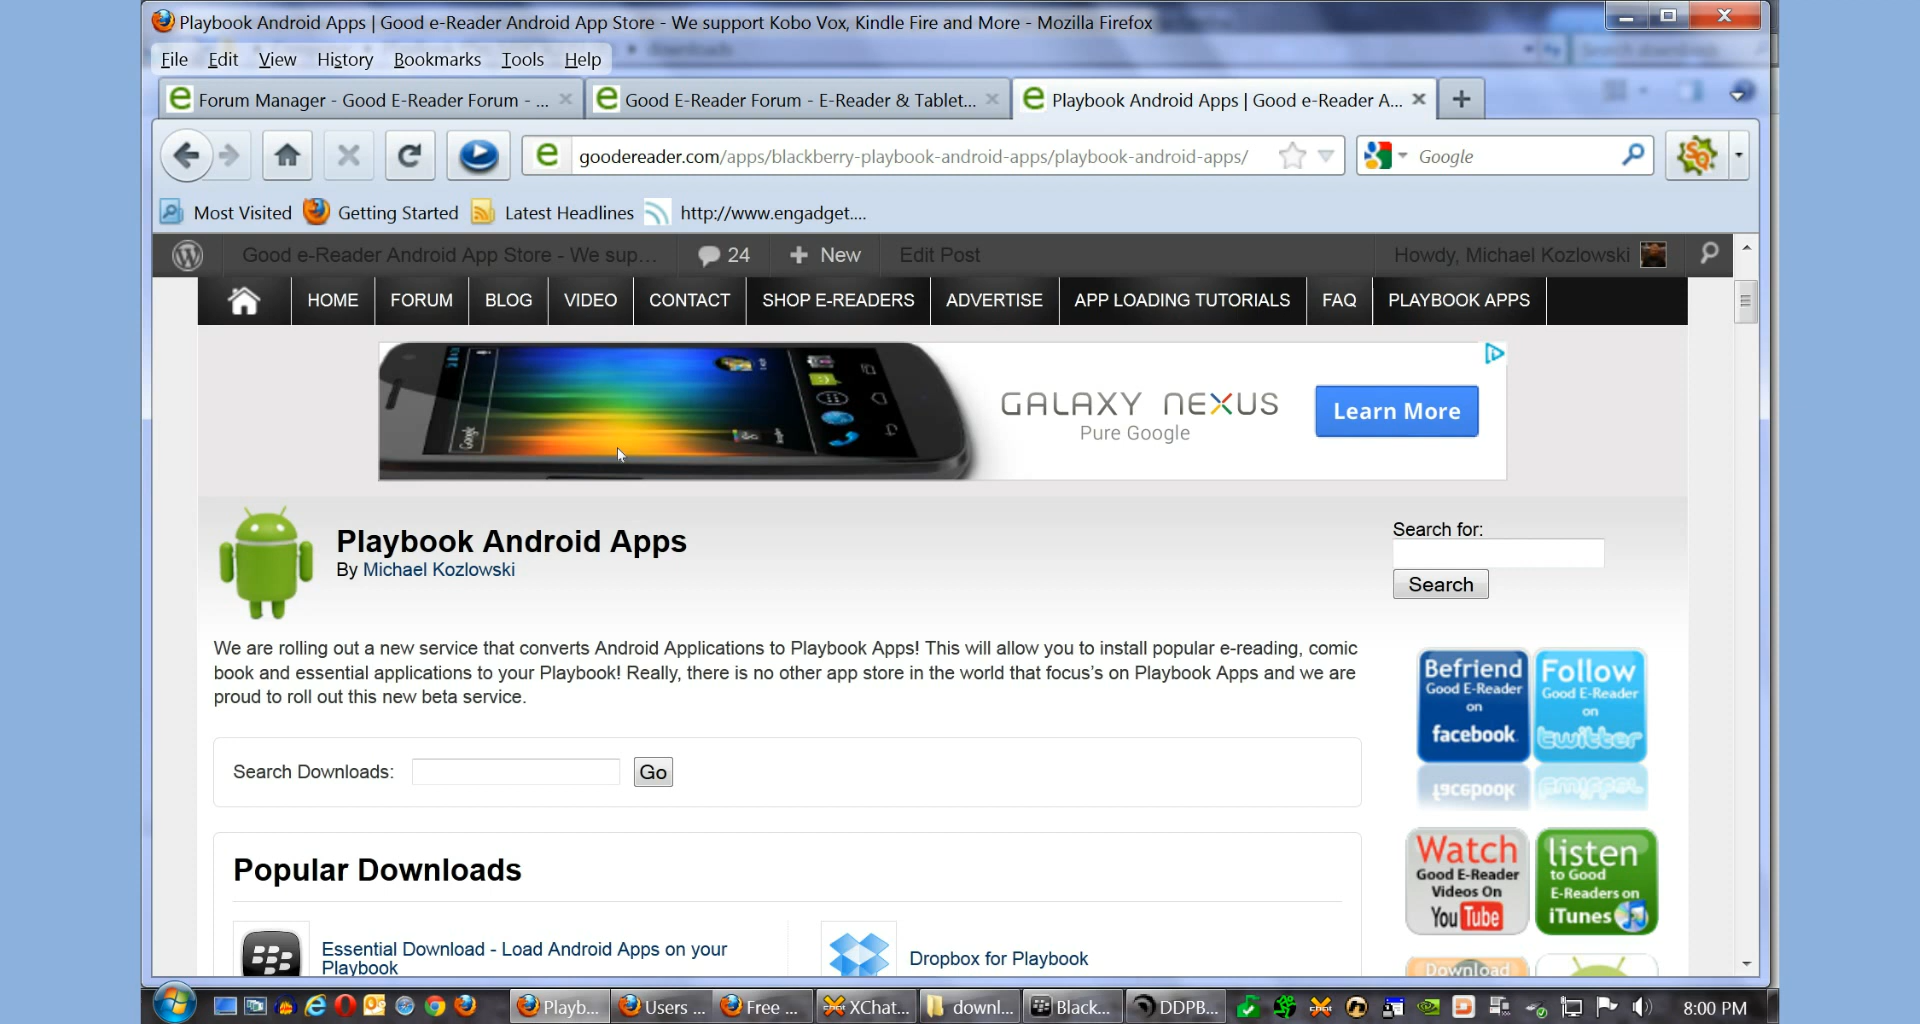 Playbook Android Apps | Good e-Reader Android App Store - We support Kobo Vox, Kindle Fire and More - Mozilla Firefox
File Edit View History Bookmarks Tools Help
Forum Manager - Good E-Reader Forum - ...
Good E-Reader Forum - E-Reader & Tablet...
Playbook Android Apps | Good e-Reader A...
goodereader.com/apps/blackberry-playbook-android-apps/playbook-android-apps/
Google
Most Visited Getting Started Latest Headlines http://www.engadget....
Good e-Reader Android App Store - We sup... 24 New Edit Post Howdy, Michael Kozlowski
HOME FORUM BLOG VIDEO CONTACT SHOP E-READERS ADVERTISE APP LOADING TUTORIALS FAQ PLAYBOOK APPS
Google
GALAXY NEXUS
Pure Google
Learn More
Playbook Android Apps
By Michael Kozlowski
Search for:
Search
We are rolling out a new service that converts Android Applications to Playbook Apps! This will allow you to install popular e-reading, comic
book and essential applications to your Playbook! Really, there is no other app store in the world that focus's on Playbook Apps and we are
proud to roll out this new beta service.
Befriend
Good E-Reader
on
facebook
Follow
Good E-Reader
on
twitter
Search Downloads: Go
Popular Downloads
Watch
Good E-Reader
Videos On
YouTube
listen
to Good
E-Readers on
iTunes
Essential Download - Load Android Apps on your
Playbook
Dropbox for Playbook
Download
Playb... Users ... Free ... XChat... downl... Black... DDPB... 8:00 PM